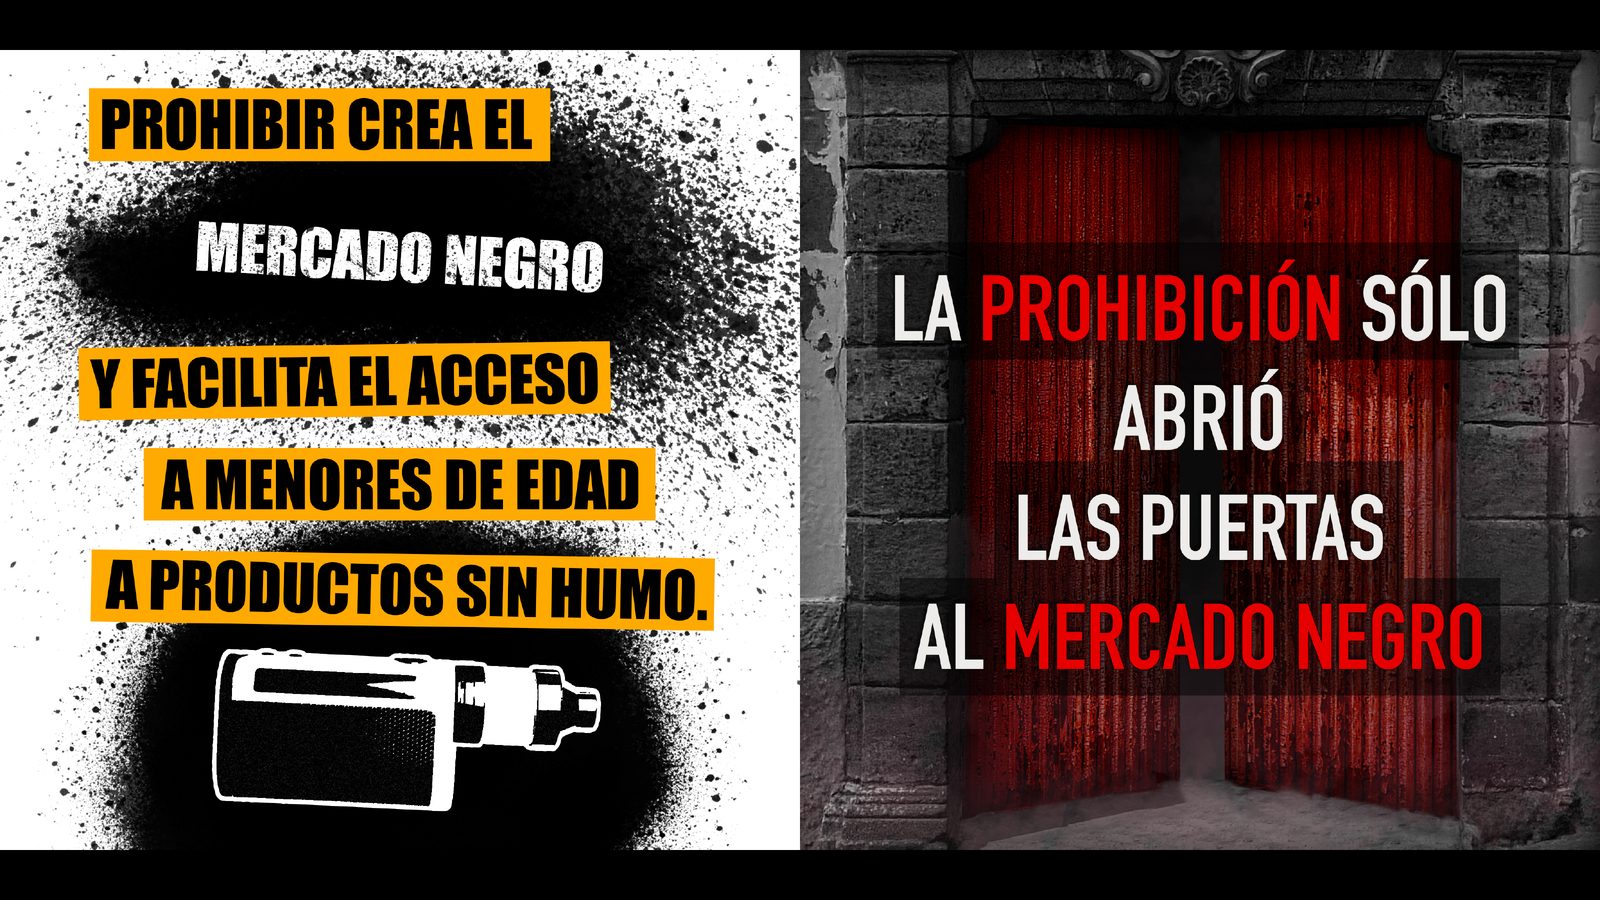 PROHIBIR CREA EL
MERCADO NEGRO
Y FACILITA EL ACCESO
A MENORES DE EDAD
A PRODUCTOS SIN HUMO.
LA PROHIBICIÓN SÓLO
ABRIÓ
LAS PUERTAS
AL MERCADO NEGRO